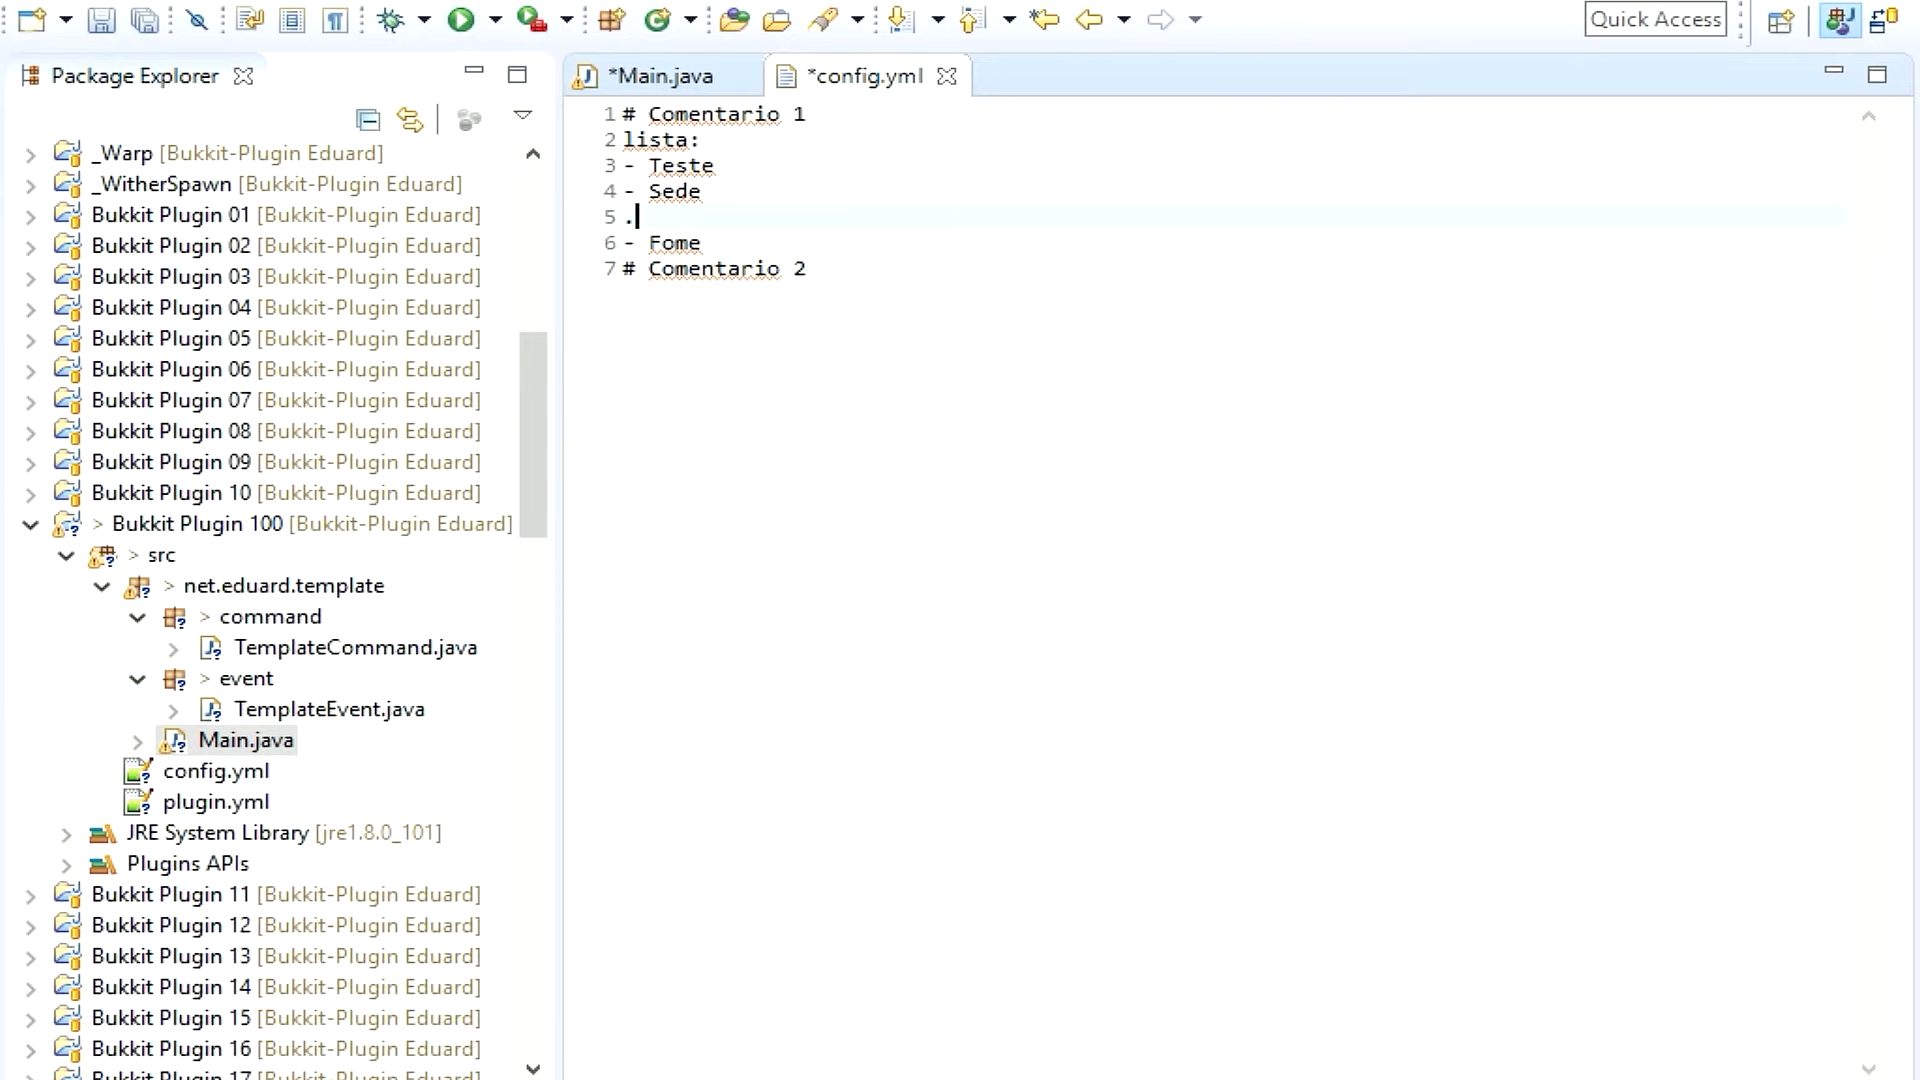 Quick Access
Package Explorer
_Warp [Bukkit-Plugin Eduard]
_WitherSpawn [Bukkit-Plugin Eduard]
Bukkit Plugin 01 [Bukkit-Plugin Eduard]
Bukkit Plugin 02 [Bukkit-Plugin Eduard]
Bukkit Plugin 03 [Bukkit-Plugin Eduard]
Bukkit Plugin 04 [Bukkit-Plugin Eduard]
Bukkit Plugin 05 [Bukkit-Plugin Eduard]
Bukkit Plugin 06 [Bukkit-Plugin Eduard]
Bukkit Plugin 07 [Bukkit-Plugin Eduard]
Bukkit Plugin 08 [Bukkit-Plugin Eduard]
Bukkit Plugin 09 [Bukkit-Plugin Eduard]
Bukkit Plugin 10 [Bukkit-Plugin Eduard]
> Bukkit Plugin 100 [Bukkit-Plugin Eduard]
> src
> net.eduard.template
> command
TemplateCommand.java
> event
TemplateEvent.java
Main.java
config.yml
plugin.yml
JRE System Library [jre1.8.0_101]
Plugins APIs
Bukkit Plugin 11 [Bukkit-Plugin Eduard]
Bukkit Plugin 12 [Bukkit-Plugin Eduard]
Bukkit Plugin 13 [Bukkit-Plugin Eduard]
Bukkit Plugin 14 [Bukkit-Plugin Eduard]
Bukkit Plugin 15 [Bukkit-Plugin Eduard]
Bukkit Plugin 16 [Bukkit-Plugin Eduard]
Bukkit Plugin 17 [Bukkit-Plugin Eduard]
*Main.java
*config.yml
1 # Comentario 1
2 lista:
3 - Teste
4 - Sede
5 .
6 - Fome
7 # Comentario 2